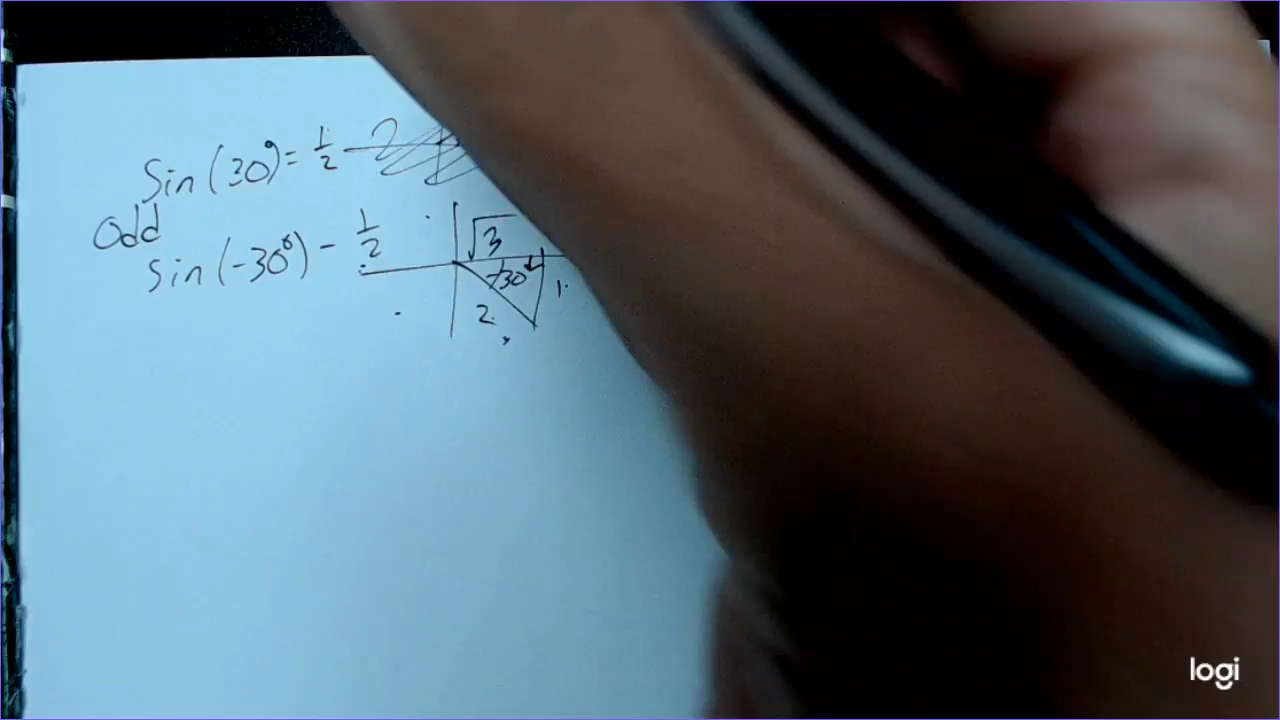 Sin(30°)= 1/2
Odd
sin(-30°) - 1/2
√3
-30°
1
2
logi